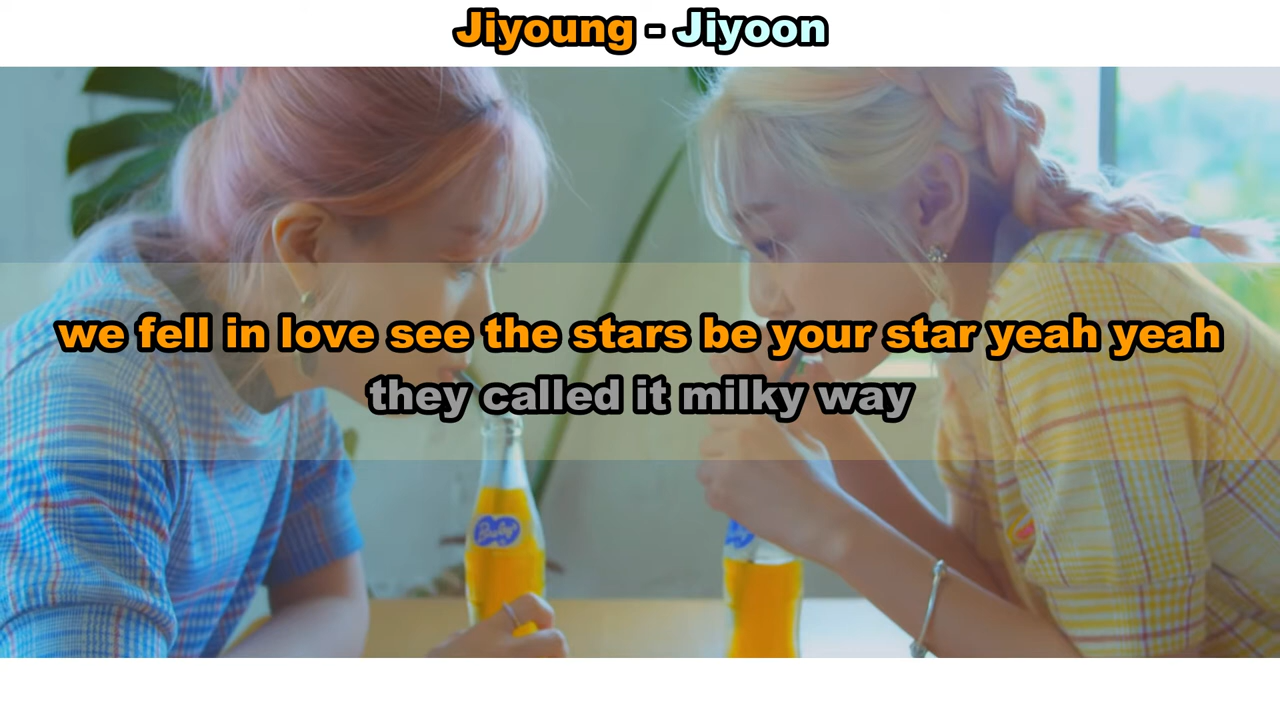 Jiyoung - Jiyoon
we fell in love see the stars be your star yeah yeah
they called it milky way